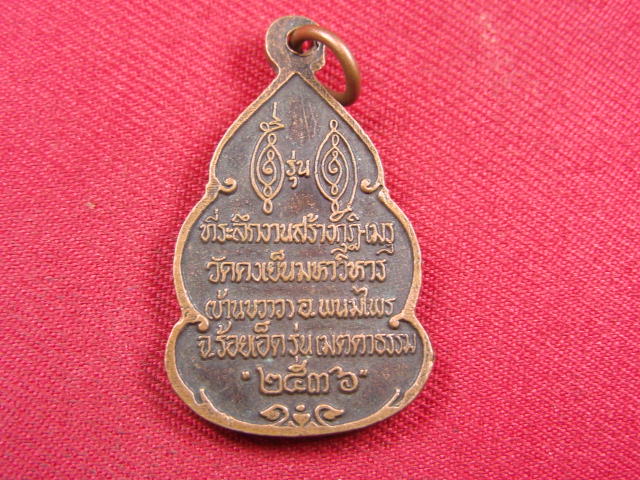 รุ่น ๑
ที่ระลึกงานสร้างกุฏิ-เมรุ
วัดดงเย็นมหาวิหาร
(บ้านขวาว) อ.พนมไพร
จ.ร้อยเอ็ด รุ่น เมตตาธรรม
๒๕๓๖